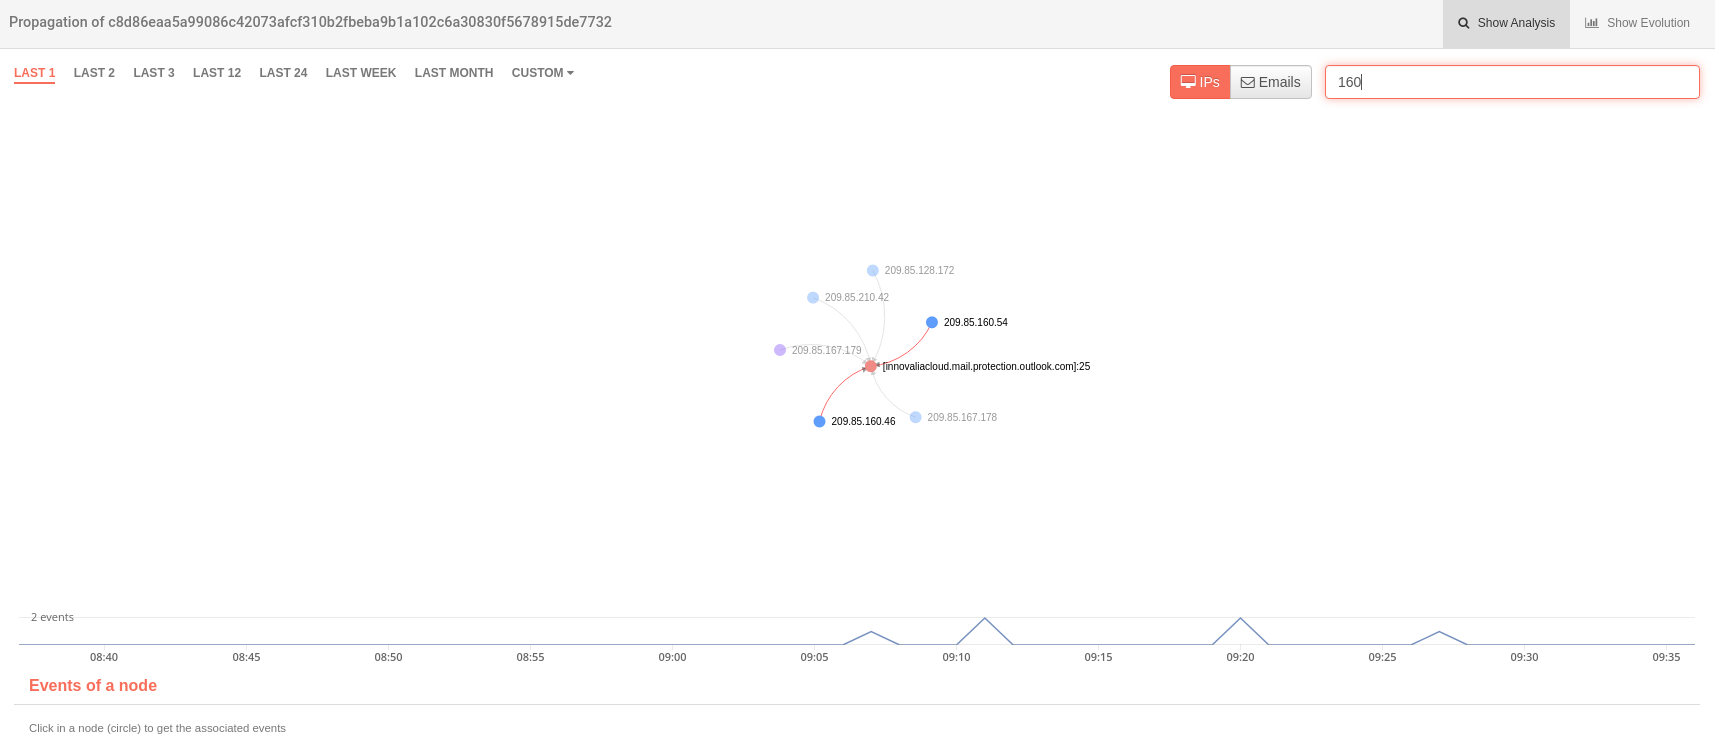 Propagation of c8d86eaa5a99086c42073afcf310b2fbeba9b1a102c6a30830f5678915de7732
Show Analysis
Show Evolution
LAST 1
LAST 2
LAST 3
LAST 12
LAST 24
LAST WEEK
LAST MONTH
CUSTOM
IPs
Emails
160
209.85.128.172
209.85.210.42
209.85.160.54
209.85.167.179
[innovaliacloud.mail.protection.outlook.com]:25
209.85.167.178
209.85.160.46
2 events
08:40
08:45
08:50
08:55
09:00
09:05
09:10
09:15
09:20
09:25
09:30
09:35
Events of a node
Click in a node (circle) to get the associated events